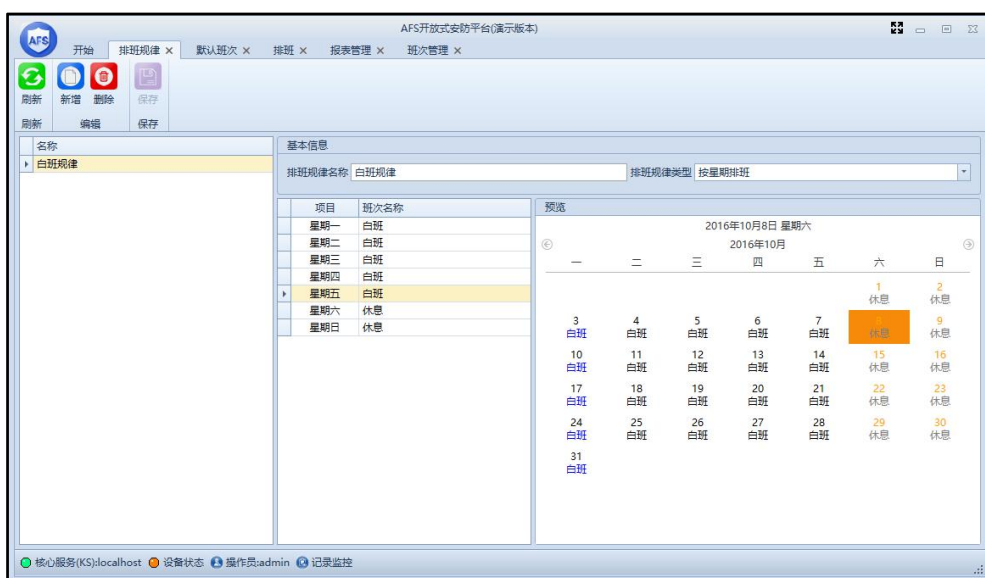 AFS开放式安防平台(演示版本)
AFS
开始 排班规律 × 默认班次 × 排班 × 报表管理 × 班次管理 ×
刷新 新增 删除 保存
刷新 编辑 保存
名称
白班规律
基本信息
排班规律名称 白班规律 排班规律类型 按星期排班
项目 班次名称
星期一 白班
星期二 白班
星期三 白班
星期四 白班
星期五 白班
星期六 休息
星期日 休息
预览
2016年10月8日 星期六
2016年10月
一 二 三 四 五 六 日
1 2
休息 休息
3 4 5 6 7 8 9
白班 白班 白班 白班 白班 休息 休息
10 11 12 13 14 15 16
白班 白班 白班 白班 白班 休息 休息
17 18 19 20 21 22 23
白班 白班 白班 白班 白班 休息 休息
24 25 26 27 28 29 30
白班 白班 白班 白班 白班 休息 休息
31
白班
核心服务(KS):localhost 设备状态 操作员:admin 记录监控